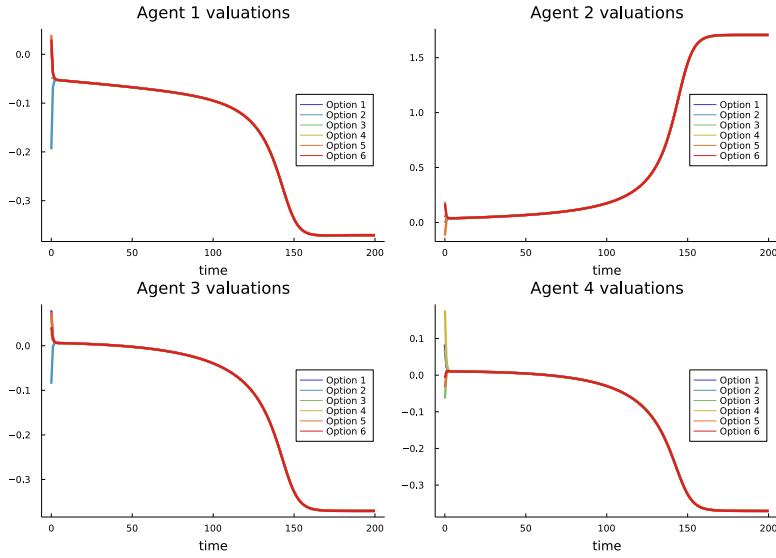 Agent 1 valuations
0.0
−0.1
−0.2
−0.3
Option 1
Option 2
Option 3
Option 4
Option 5
Option 6
0
50
100
150
200
time
Agent 2 valuations
1.5
1.0
0.5
0.0
Option 1
Option 2
Option 3
Option 4
Option 5
Option 6
0
50
100
150
200
time
Agent 3 valuations
0.0
−0.1
−0.2
−0.3
Option 1
Option 2
Option 3
Option 4
Option 5
Option 6
0
50
100
150
200
time
Agent 4 valuations
0.1
0.0
−0.1
−0.2
−0.3
Option 1
Option 2
Option 3
Option 4
Option 5
Option 6
0
50
100
150
200
time